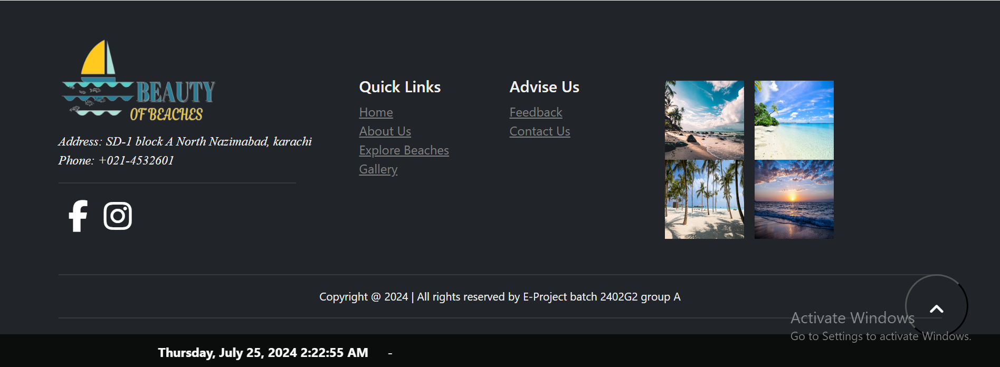 BEAUTY
OF BEACHES
Address: SD-1 block A North Nazimabad, karachi
Phone: +021-4532601
Quick Links
Home
About Us
Explore Beaches
Gallery
Advise Us
Feedback
Contact Us
Copyright @ 2024 | All rights reserved by E-Project batch 2402G2 group A
Activate Windows
Go to Settings to activate Windows.
Thursday, July 25, 2024 2:22:55 AM -